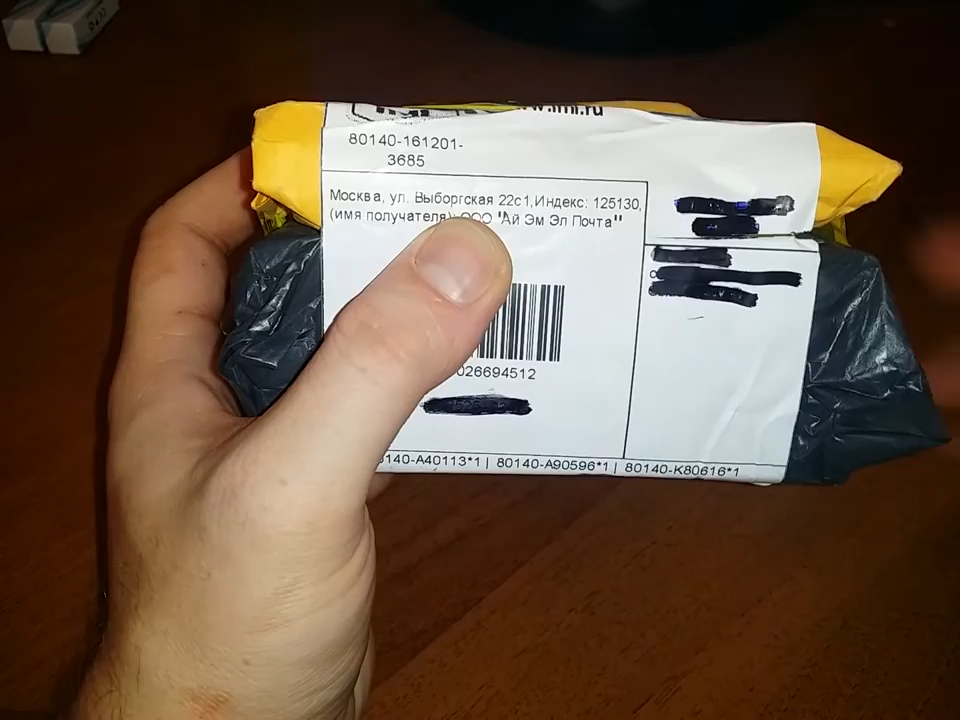 www.iml.ru
80140-161201-
3685
Москва, ул. Выборгская 22с1,Индекс: 125130,
(имя получателя): ООО "Ай Эм Эл Почта"
026694512
80140-A40113*1 | 80140-A90596*1 | 80140-K80616*1